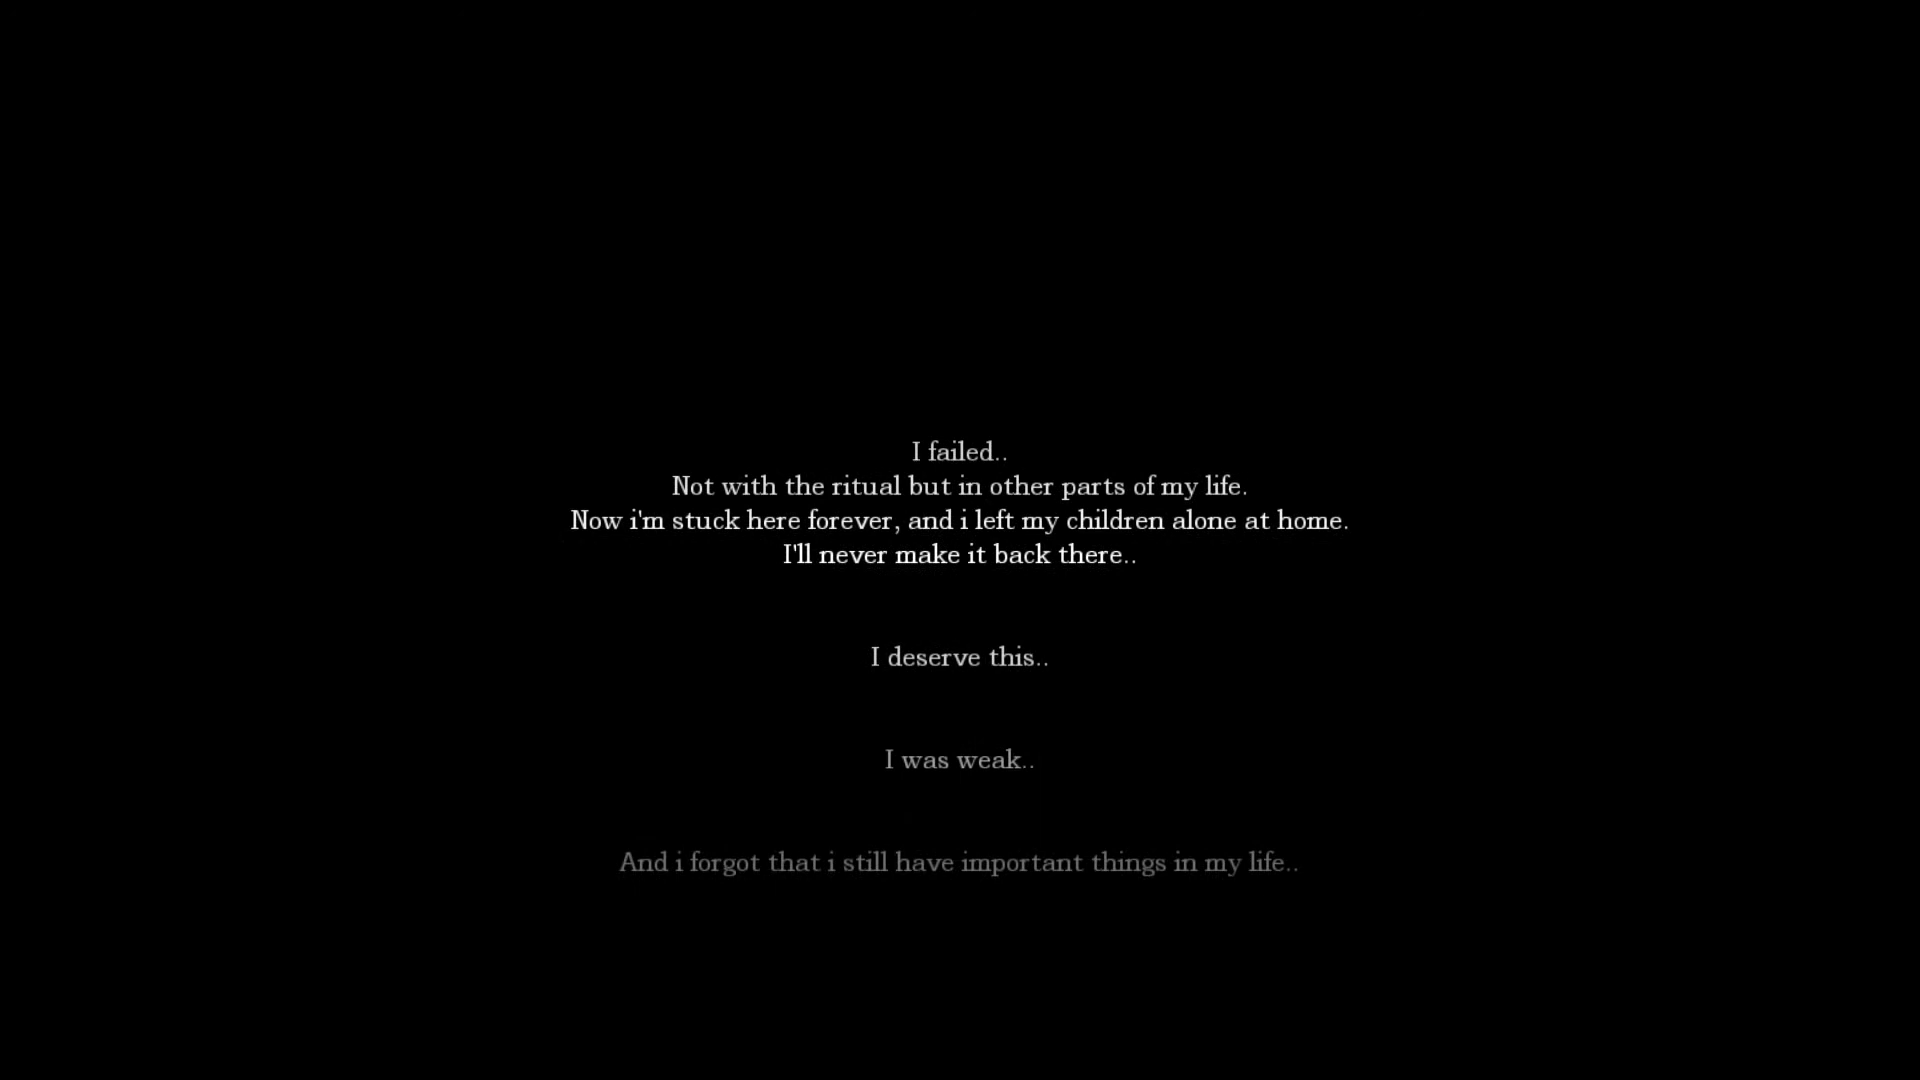 I failed..
Not with the ritual but in other parts of my life.
Now i'm stuck here forever, and i left my children alone at home.
I'll never make it back there..
I deserve this..
I was weak..
And i forgot that i still have important things in my life..